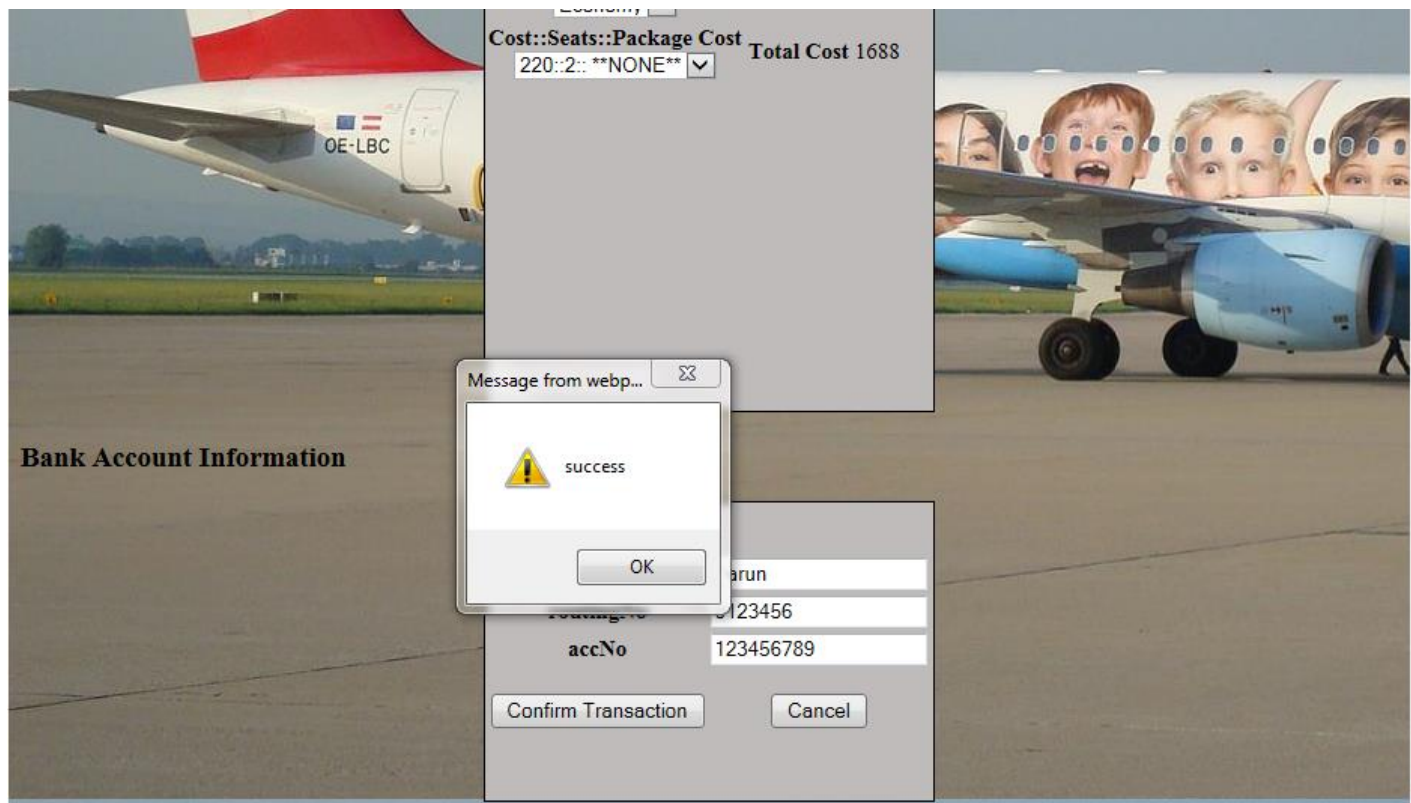 Economy
Cost::Seats::Package Cost
220::2:: **NONE**
Total Cost 1688
OE-LBC
Message from webp...
success
OK
Bank Account Information
arun
123456
accNo
123456789
Confirm Transaction
Cancel